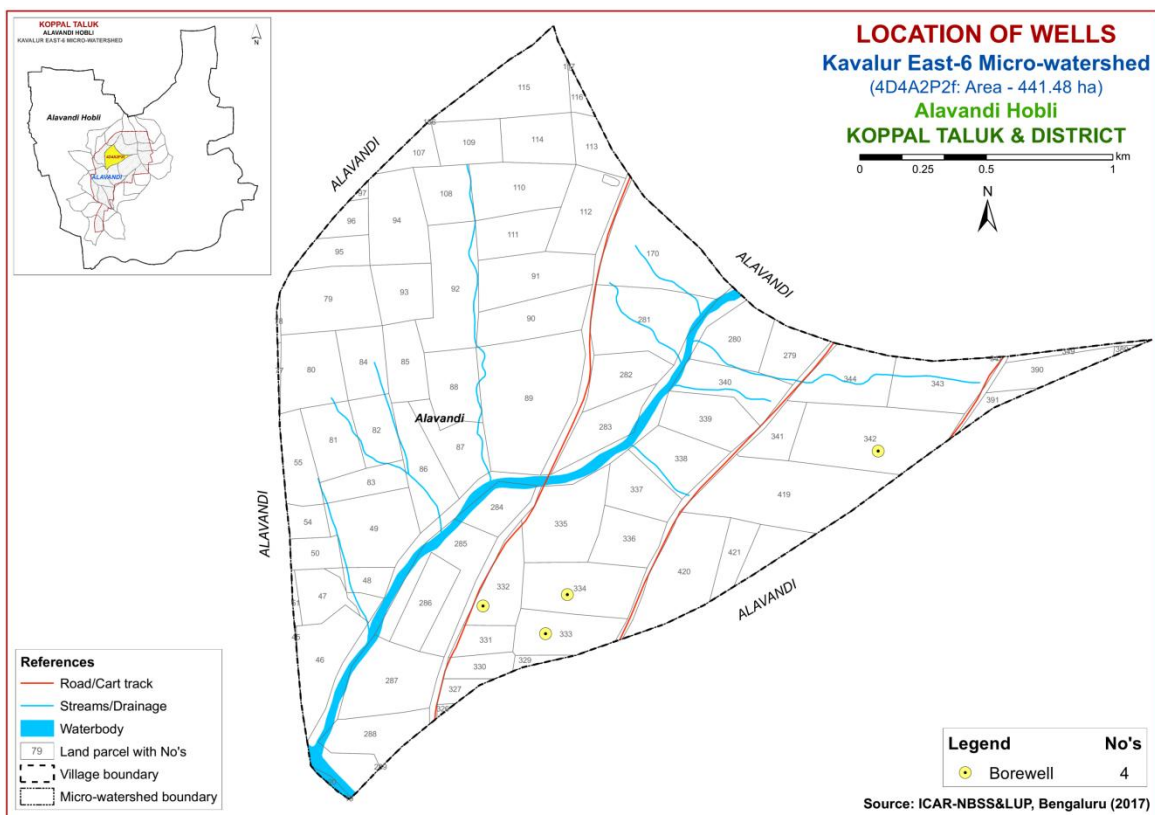 KOPPAL TALUK
ALAVANDI HOBLI
KAVALUR EAST-6 MICRO-WATERSHED
N
Alavandi Hobli
4D4A2P2f
ALAVANDI
LOCATION OF WELLS
Kavalur East-6 Micro-watershed
(4D4A2P2f: Area - 441.48 ha)
Alavandi Hobli
KOPPAL TALUK & DISTRICT
km
0 0.25 0.5 1
N
ALAVANDI
ALAVANDI
ALAVANDI
ALAVANDI
Alavandi
115
116
109
114
107
113
108
110
112
96
94
111
95
170
91
92
79
93
90
281
280
84
85
279
80
282
88
89
340
344
343
390
391
81
82
87
283
339
341
342
55
86
338
83
337
419
284
54
49
335
336
50
285
421
48
420
47
286
332
334
331
333
46
330
329
287
327
288
References
Road/Cart track
Streams/Drainage
Waterbody
79 Land parcel with No's
Village boundary
Micro-watershed boundary
Legend No's
Borewell 4
Source: ICAR-NBSS&LUP, Bengaluru (2017)